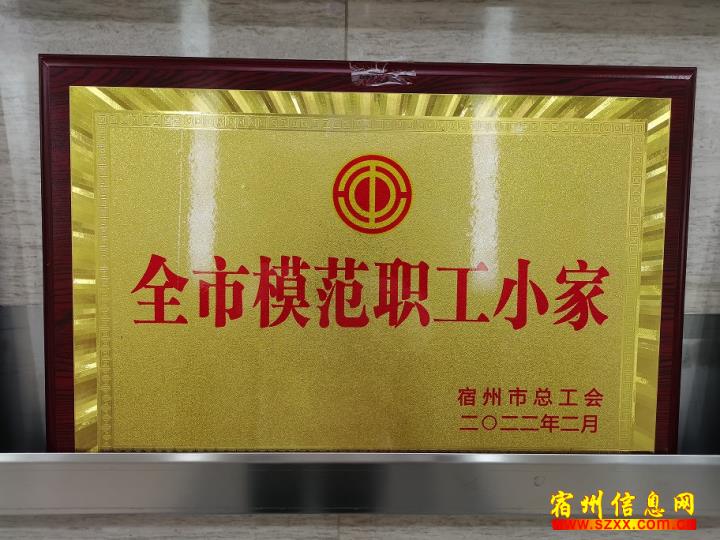 全市模范职工小家
宿州市总工会
二〇二二年二月
宿州信息网
www.szxx.com.cn